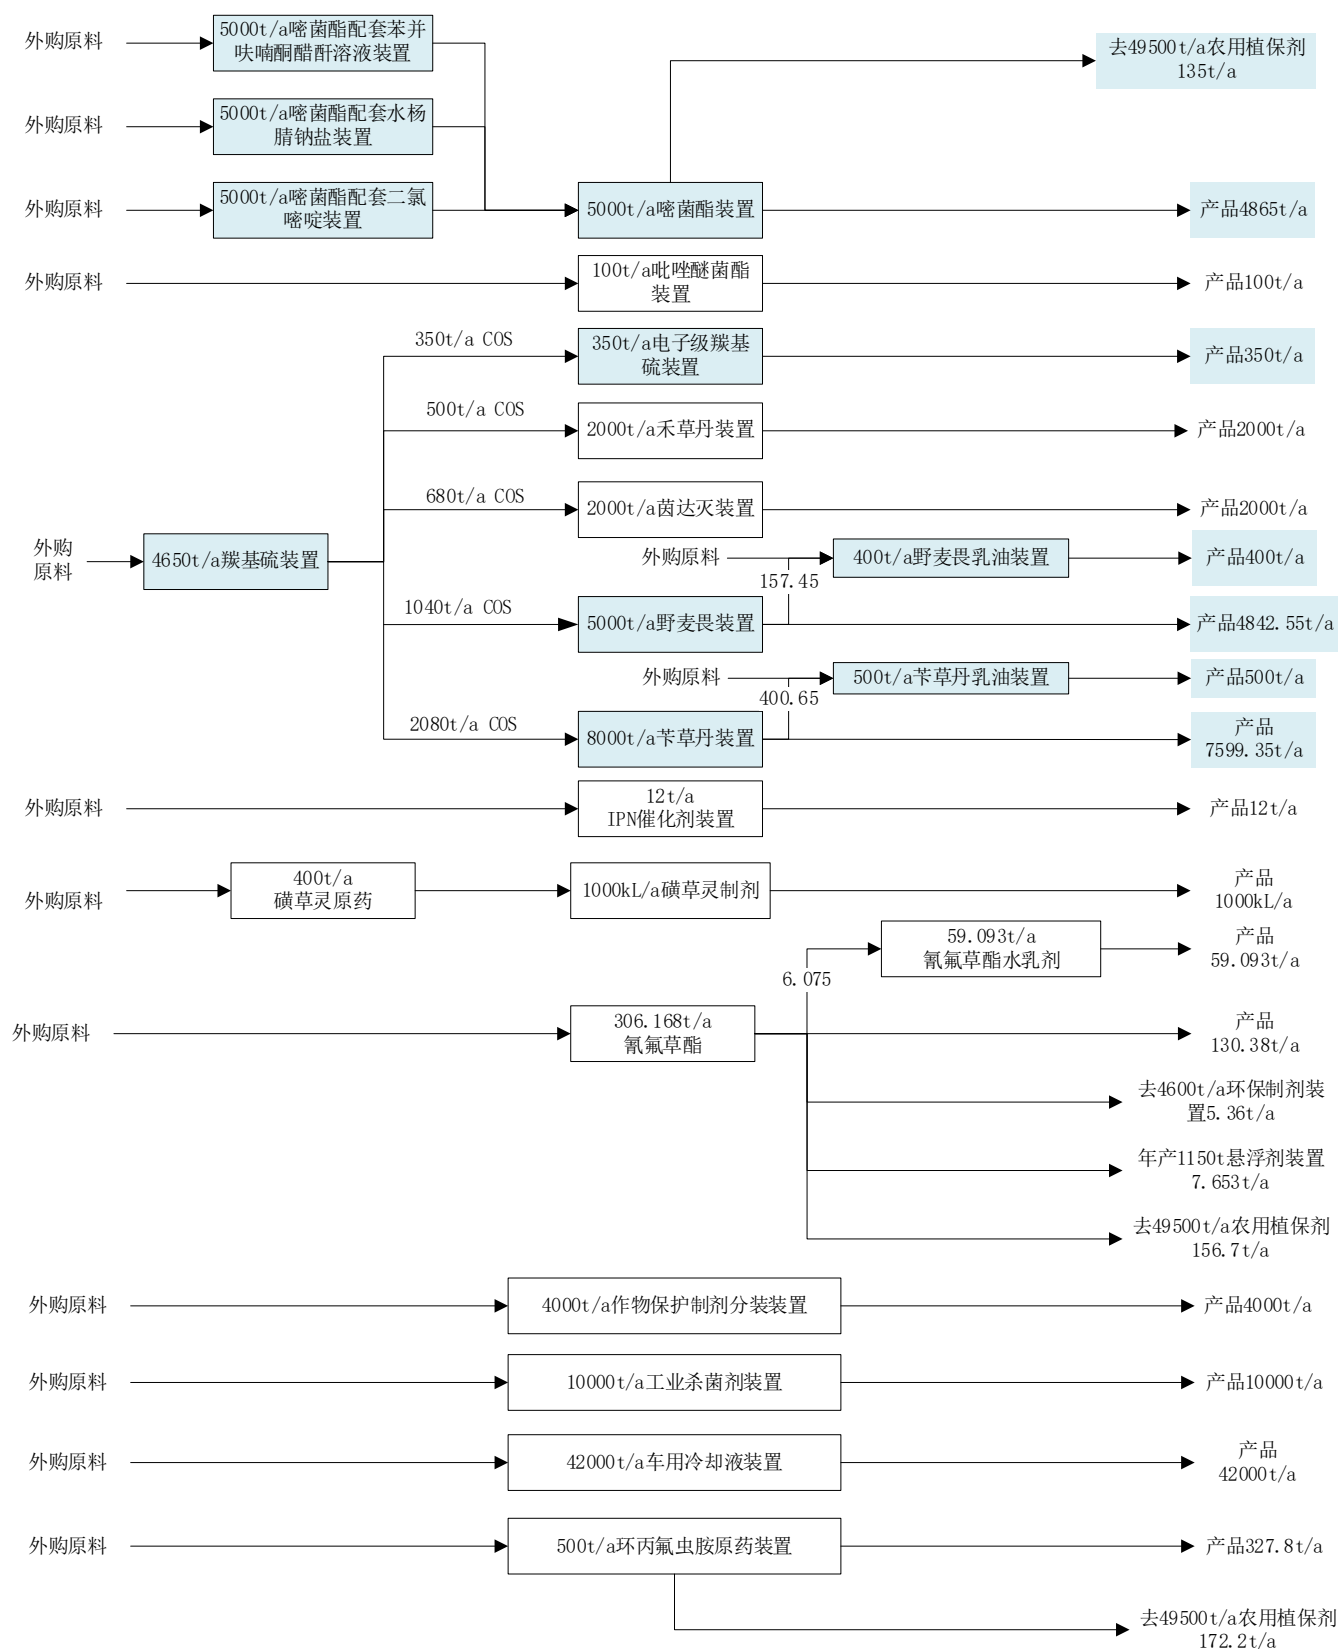 外购原料
5000t/a嘧菌酯配套苯并
呋喃酮醋酐溶液装置
去49500t/a农用植保剂
135t/a
外购原料
5000t/a嘧菌酯配套水杨
腈钠盐装置
外购原料
5000t/a嘧菌酯配套二氯
嘧啶装置
5000t/a嘧菌酯装置
产品4865t/a
外购原料
100t/a吡唑醚菌酯
装置
产品100t/a
350t/a COS
350t/a电子级羰基
硫装置
产品350t/a
500t/a COS
2000t/a禾草丹装置
产品2000t/a
680t/a COS
2000t/a茵达灭装置
产品2000t/a
外购
原料
4650t/a羰基硫装置
外购原料
157.45
400t/a野麦畏乳油装置
产品400t/a
1040t/a COS
5000t/a野麦畏装置
产品4842.55t/a
外购原料
400.65
500t/a苄草丹乳油装置
产品500t/a
2080t/a COS
8000t/a苄草丹装置
产品
7599.35t/a
外购原料
12t/a
IPN催化剂装置
产品12t/a
外购原料
400t/a
磺草灵原药
1000kL/a磺草灵制剂
产品
1000kL/a
6.075
59.093t/a
氰氟草酯水乳剂
产品
59.093t/a
外购原料
306.168t/a
氰氟草酯
产品
130.38t/a
去4600t/a环保制剂装
置5.36t/a
年产1150t悬浮剂装置
7.653t/a
去49500t/a农用植保剂
156.7t/a
外购原料
4000t/a作物保护制剂分装装置
产品4000t/a
外购原料
10000t/a工业杀菌剂装置
产品10000t/a
外购原料
42000t/a车用冷却液装置
产品
42000t/a
外购原料
500t/a环丙氟虫胺原药装置
产品327.8t/a
去49500t/a农用植保剂
172.2t/a